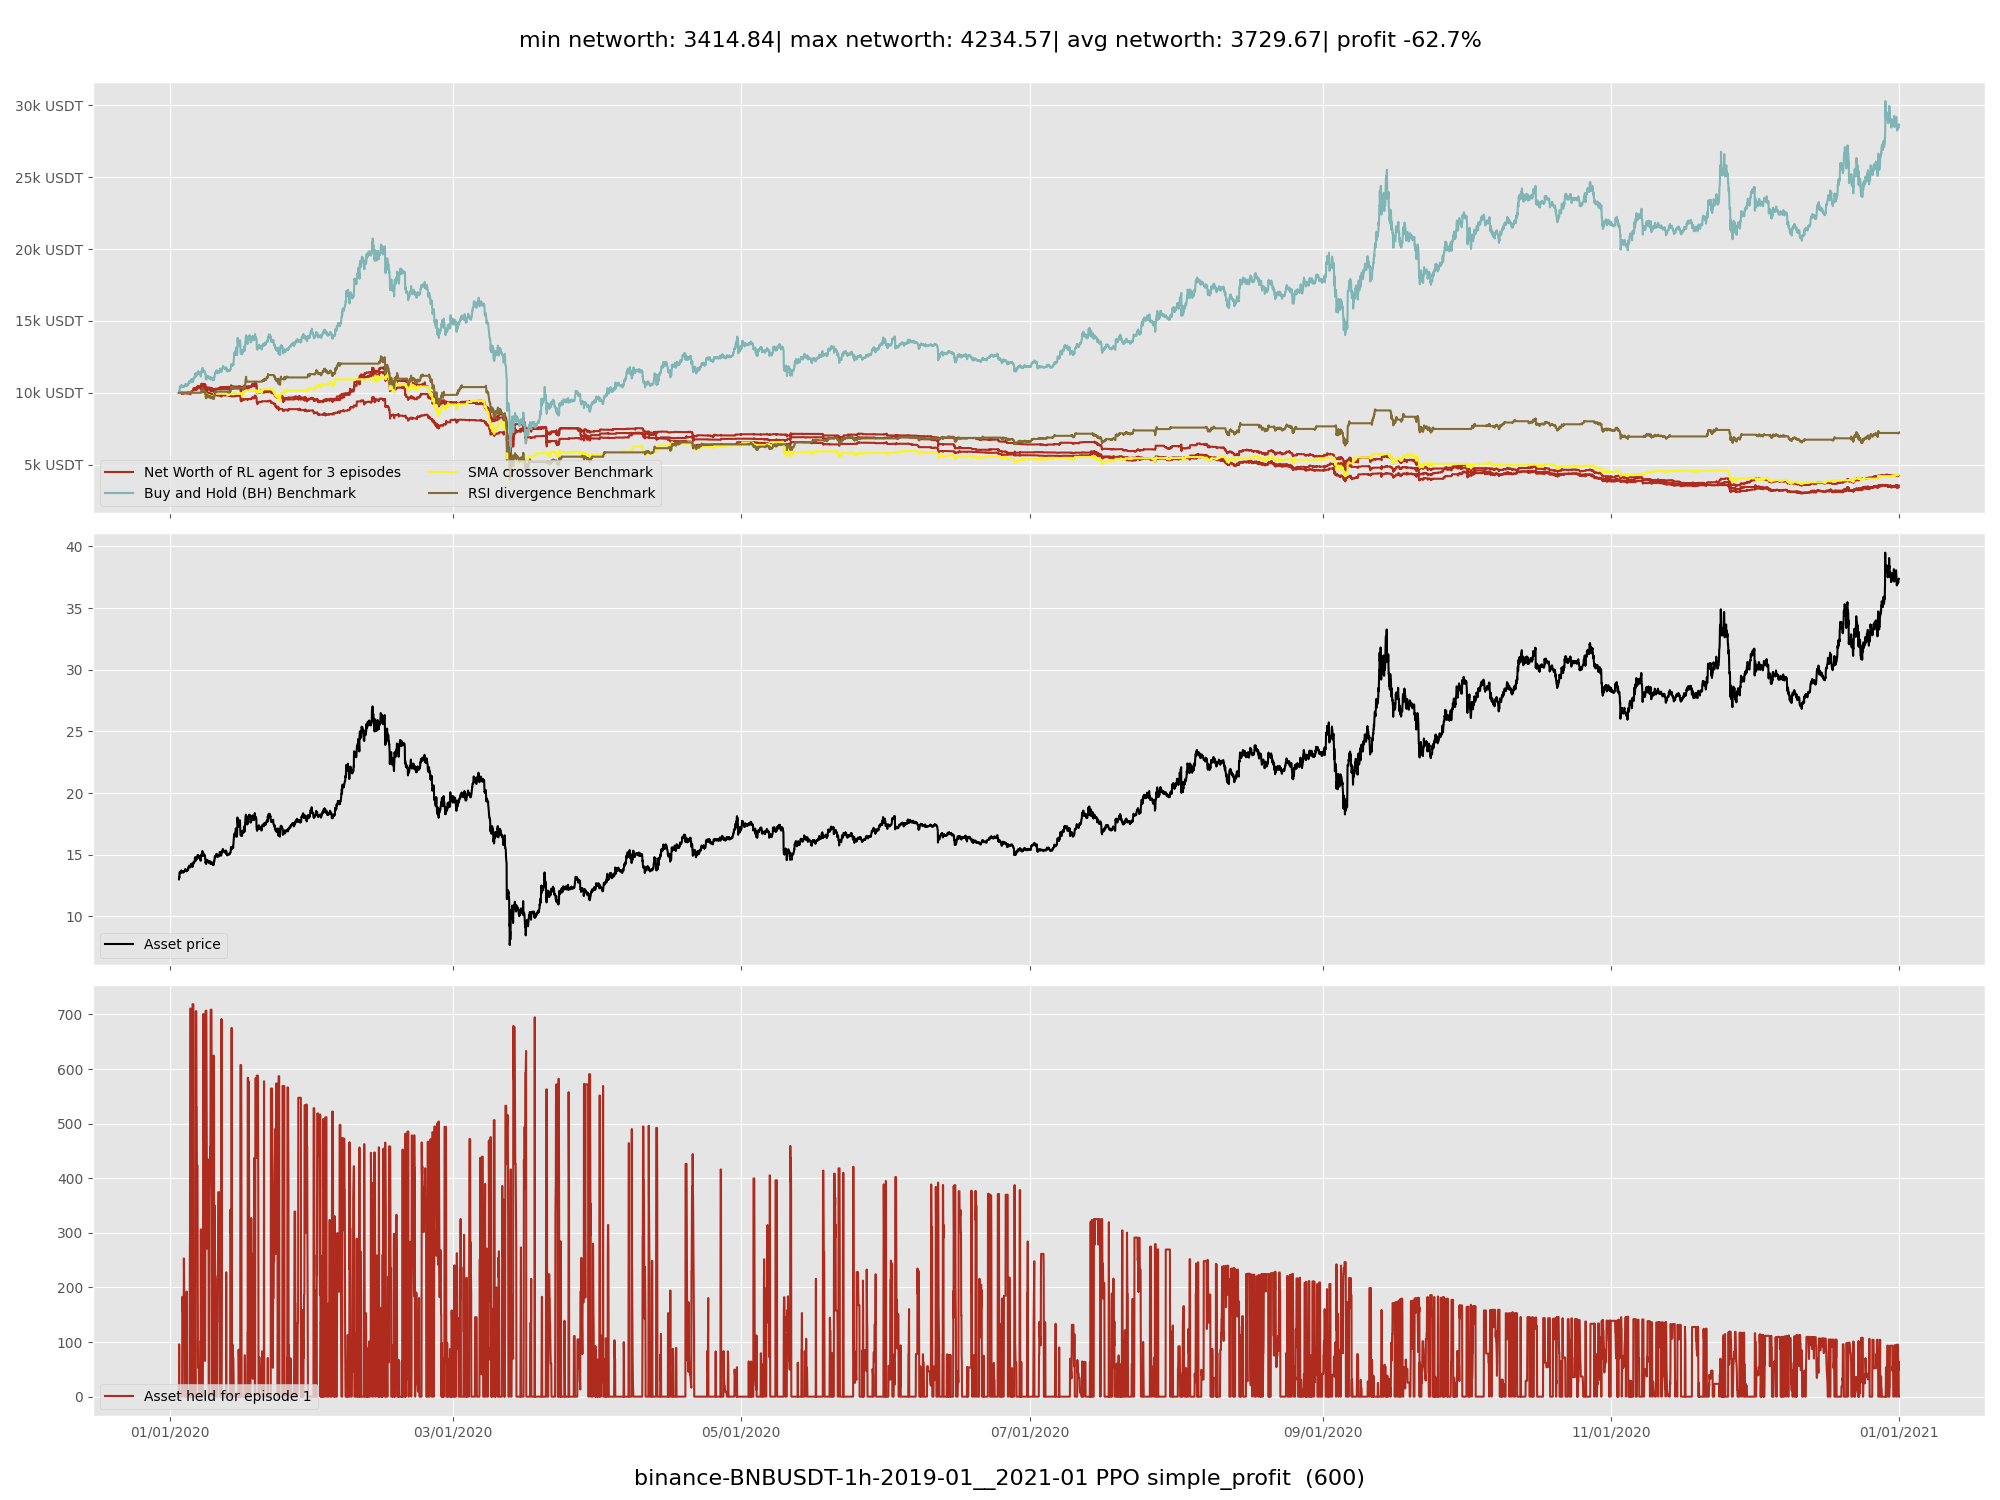 min networth: 3414.84| max networth: 4234.57| avg networth: 3729.67| profit -62.7%
30k USDT
25k USDT
20k USDT
15k USDT
10k USDT
5k USDT
Net Worth of RL agent for 3 episodes
Buy and Hold (BH) Benchmark
SMA crossover Benchmark
RSI divergence Benchmark
40
35
30
25
20
15
10
Asset price
700
600
500
400
300
200
100
0
Asset held for episode 1
01/01/2020 03/01/2020 05/01/2020 07/01/2020 09/01/2020 11/01/2020 01/01/2021
binance-BNBUSDT-1h-2019-01__2021-01 PPO simple_profit (600)